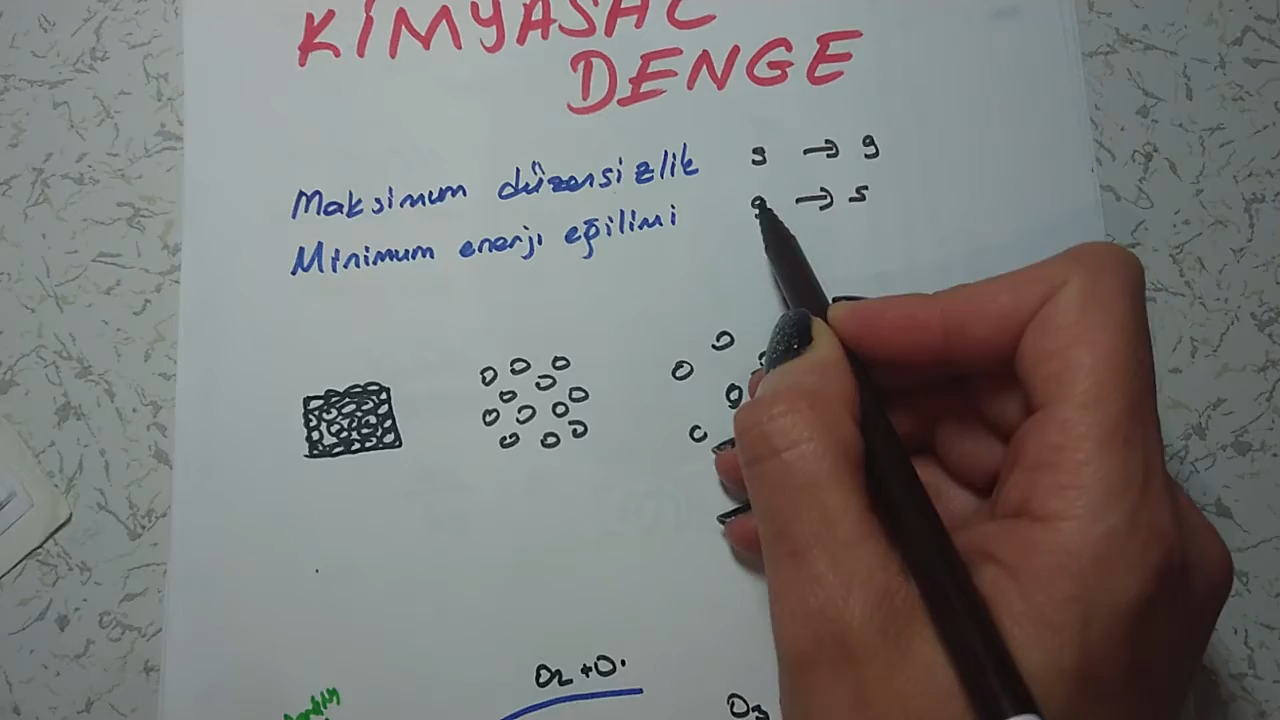 KİMYASAL
DENGE
Maksimum düzensizlik s → g
Minimum enerji eğilimi g → s
O₂ + O.
O₃